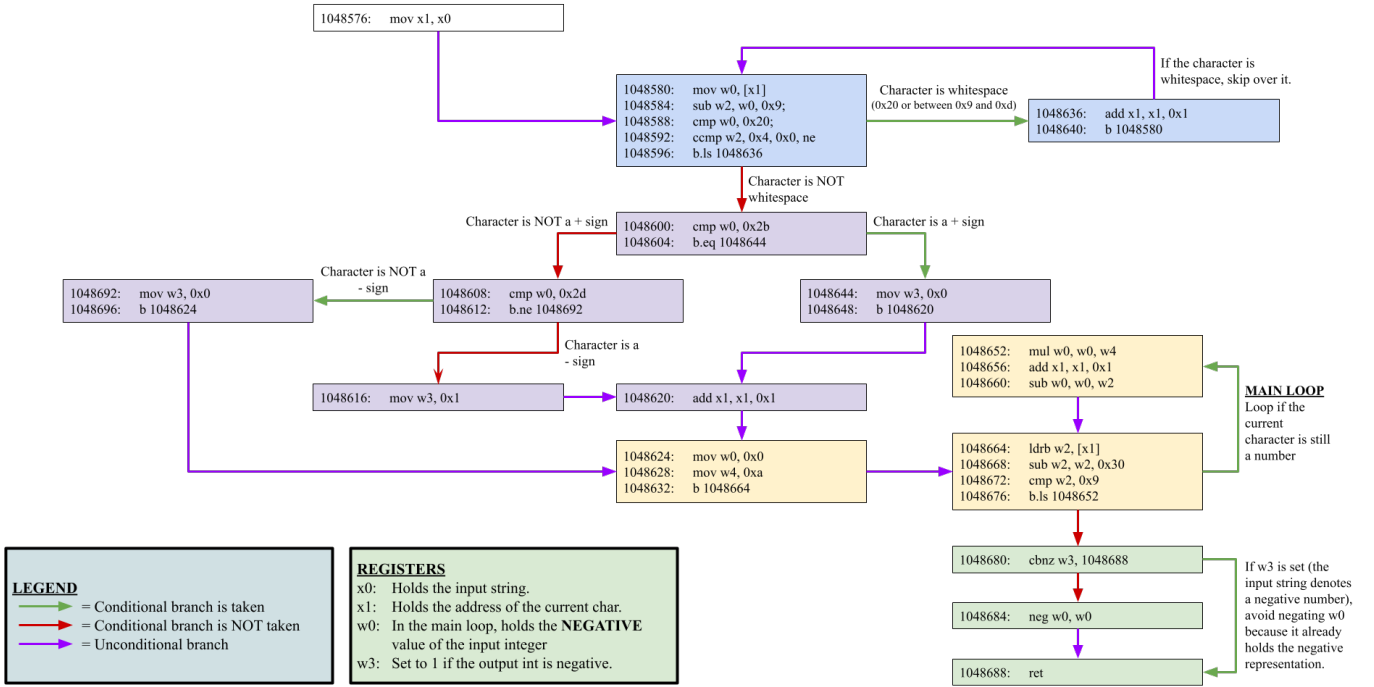 1048576: mov x1, x0
If the character is
whitespace, skip over it.
1048580: mov w0, [x1]
1048584: sub w2, w0, 0x9;
1048588: cmp w0, 0x20;
1048592: ccmp w2, 0x4, 0x0, ne
1048596: b.ls 1048636
Character is whitespace
(0x20 or between 0x9 and 0xd)
1048636: add x1, x1, 0x1
1048640: b 1048580
Character is NOT
whitespace
Character is NOT a + sign
1048600: cmp w0, 0x2b
1048604: b.eq 1048644
Character is a + sign
1048692: mov w3, 0x0
1048696: b 1048624
Character is NOT a
- sign
1048608: cmp w0, 0x2d
1048612: b.ne 1048692
1048644: mov w3, 0x0
1048648: b 1048620
Character is a
- sign
1048616: mov w3, 0x1
1048620: add x1, x1, 0x1
1048652: mul w0, w0, w4
1048656: add x1, x1, 0x1
1048660: sub w0, w0, w2
MAIN LOOP
Loop if the
current
character is still
a number
1048624: mov w0, 0x0
1048628: mov w4, 0xa
1048632: b 1048664
1048664: ldrb w2, [x1]
1048668: sub w2, w2, 0x30
1048672: cmp w2, 0x9
1048676: b.ls 1048652
1048680: cbnz w3, 1048688
1048684: neg w0, w0
1048688: ret
If w3 is set (the
input string denotes
a negative number),
avoid negating w0
because it already
holds the negative
representation.
LEGEND
= Conditional branch is taken
= Conditional branch is NOT taken
= Unconditional branch
REGISTERS
x0: Holds the input string.
x1: Holds the address of the current char.
w0: In the main loop, holds the NEGATIVE
value of the input integer
w3: Set to 1 if the output int is negative.